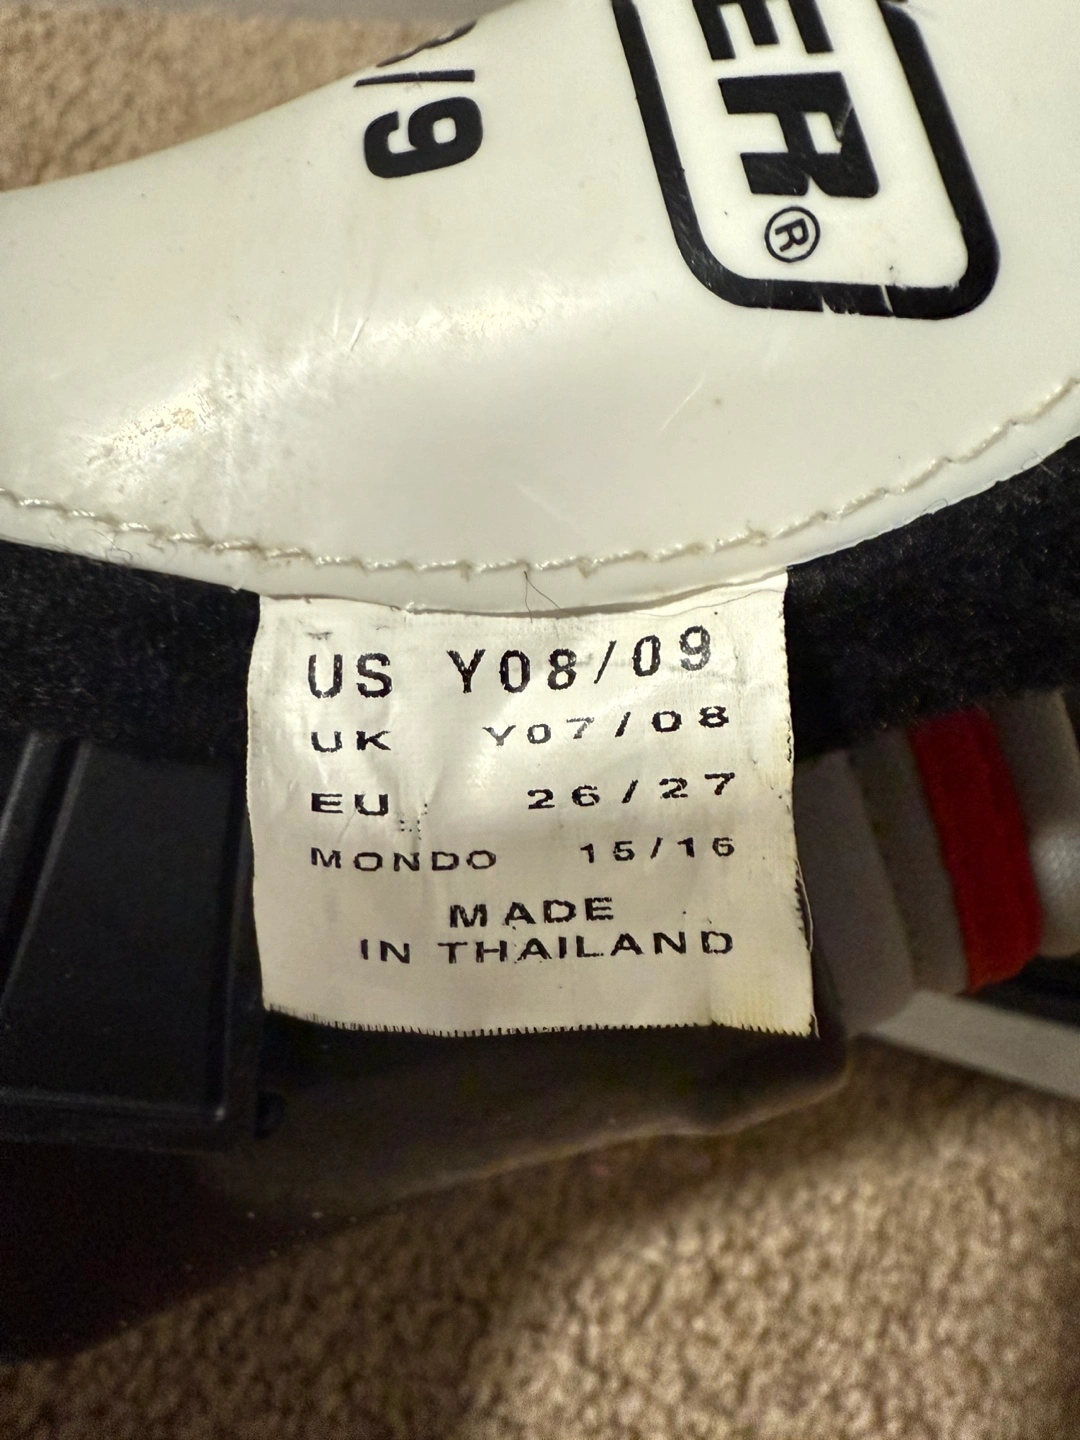 /9
ER®
US Y08/09
UK Y07/08
EU 26/27
MONDO 15/16
MADE
IN THAILAND